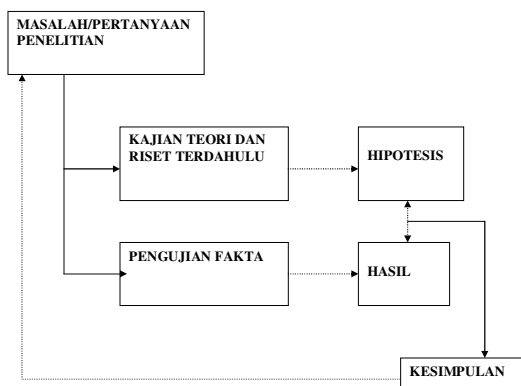 MASALAH/PERTANYAAN
PENELITIAN
KAJIAN TEORI DAN
RISET TERDAHULU
HIPOTESIS
PENGUJIAN FAKTA
HASIL
KESIMPULAN